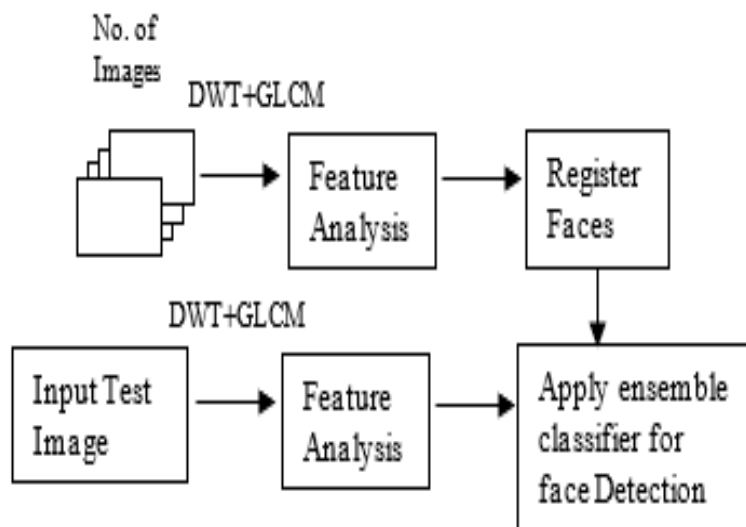 No. of
Images
DWT+GLCM
Feature
Analysis
Register
Faces
DWT+GLCM
Input Test
Image
Feature
Analysis
Apply ensemble
classifier for
face Detection